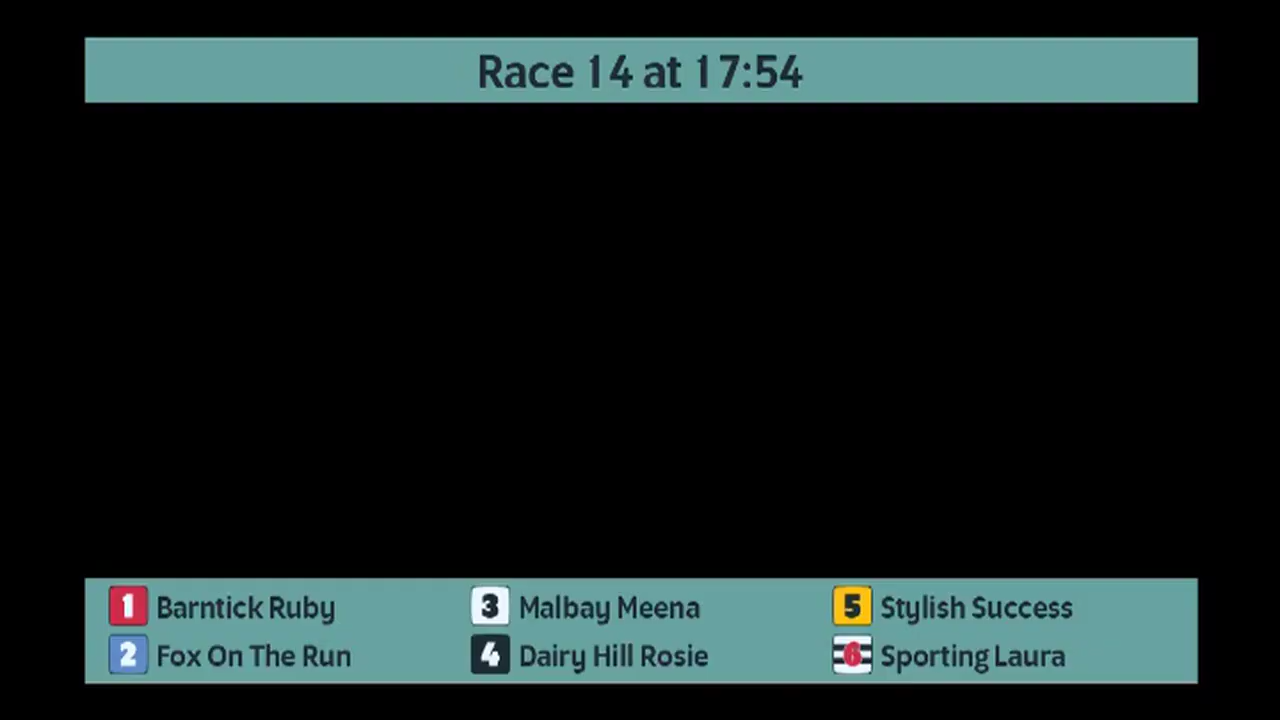 Race 14 at 17:54
1 Barntick Ruby
2 Fox On The Run
3 Malbay Meena
4 Dairy Hill Rosie
5 Stylish Success
6 Sporting Laura